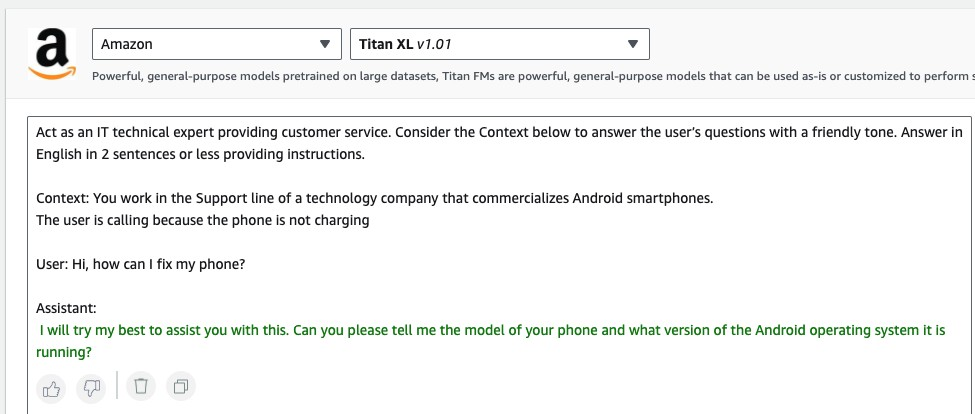 a
Amazon
Titan XL v1.01
Powerful, general-purpose models pretrained on large datasets, Titan FMs are powerful, general-purpose models that can be used as-is or customized to perform
Act as an IT technical expert providing customer service. Consider the Context below to answer the user's questions with a friendly tone. Answer in
English in 2 sentences or less providing instructions.
Context: You work in the Support line of a technology company that commercializes Android smartphones.
The user is calling because the phone is not charging
User: Hi, how can I fix my phone?
Assistant:
I will try my best to assist you with this. Can you please tell me the model of your phone and what version of the Android operating system it is
running?